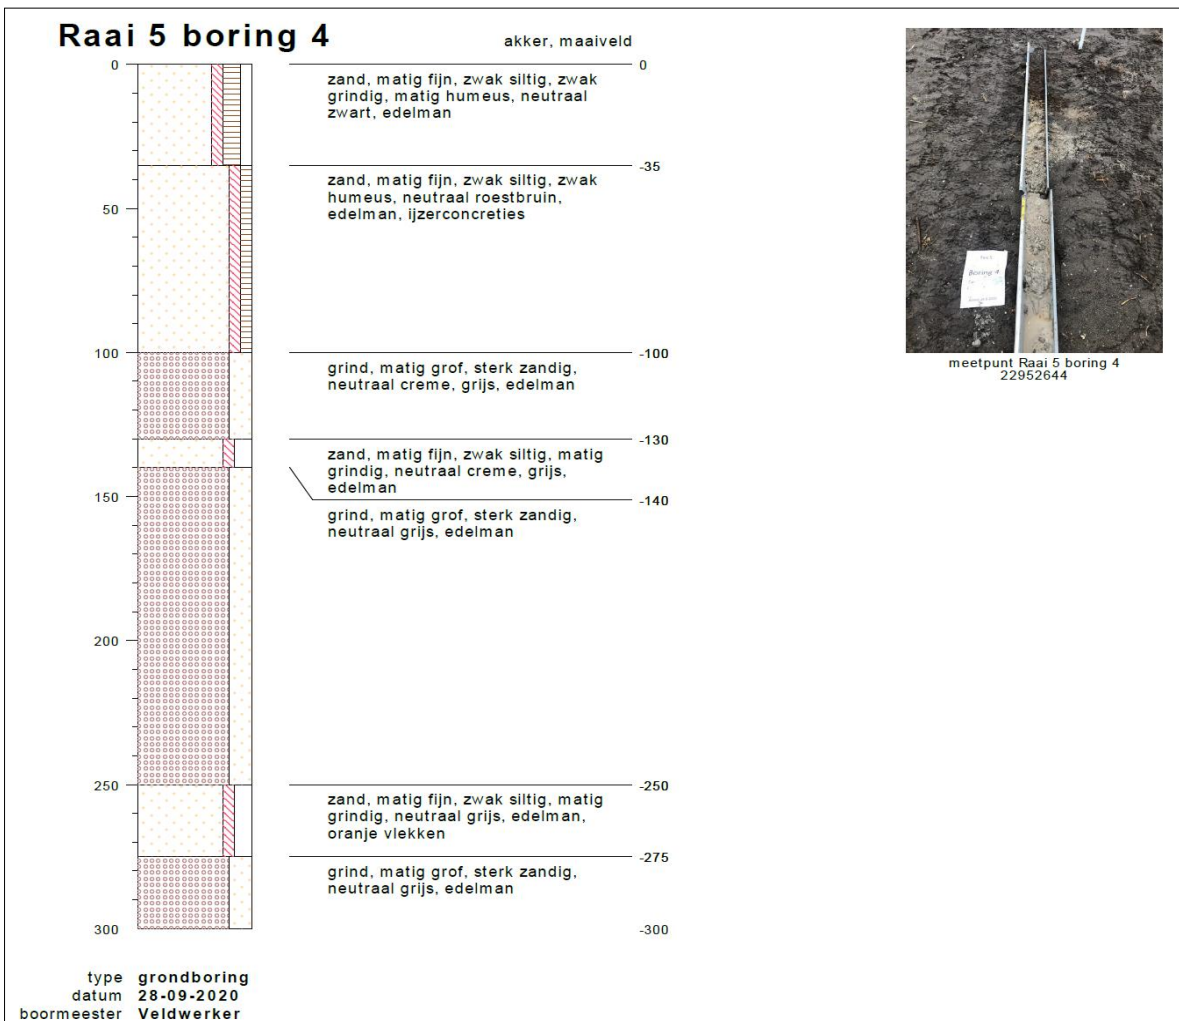 Raai 5 boring 4
akker, maaiveld
0
0
zand, matig fijn, zwak siltig, zwak
grindig, matig humeus, neutraal
zwart, edelman
-35
zand, matig fijn, zwak siltig, zwak
humeus, neutraal roestbruin,
edelman, ijzerconcreties
50
100
-100
grind, matig grof, sterk zandig,
neutraal creme, grijs, edelman
-130
zand, matig fijn, zwak siltig, matig
grindig, neutraal creme, grijs,
edelman
150
-140
grind, matig grof, sterk zandig,
neutraal grijs, edelman
200
250
-250
zand, matig fijn, zwak siltig, matig
grindig, neutraal grijs, edelman,
oranje vlekken
-275
grind, matig grof, sterk zandig,
neutraal grijs, edelman
300
-300
type grondboring
datum 28-09-2020
boormeester Veldwerker
Boring 4
meetpunt Raai 5 boring 4
22952644